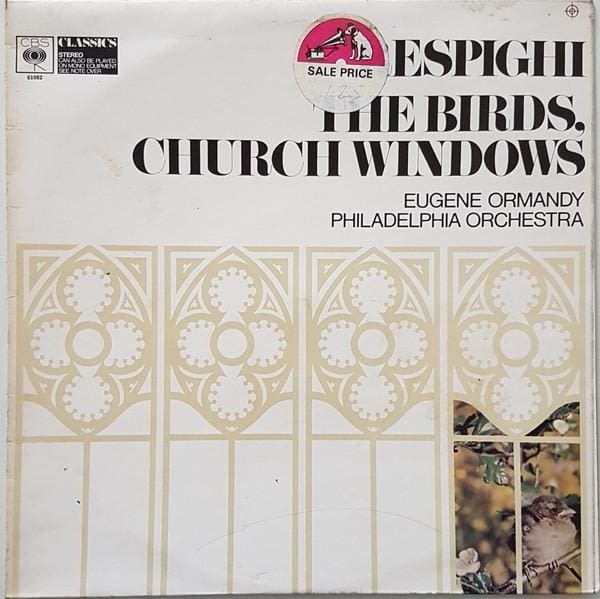 CBS
CLASSICS
STEREO
CAN ALSO BE PLAYED
ON MONO EQUIPMENT
SEE NOTE OVER
61082
SALE PRICE
ESPIGHI
THE BIRDS,
CHURCH WINDOWS
EUGENE ORMANDY
PHILADELPHIA ORCHESTRA